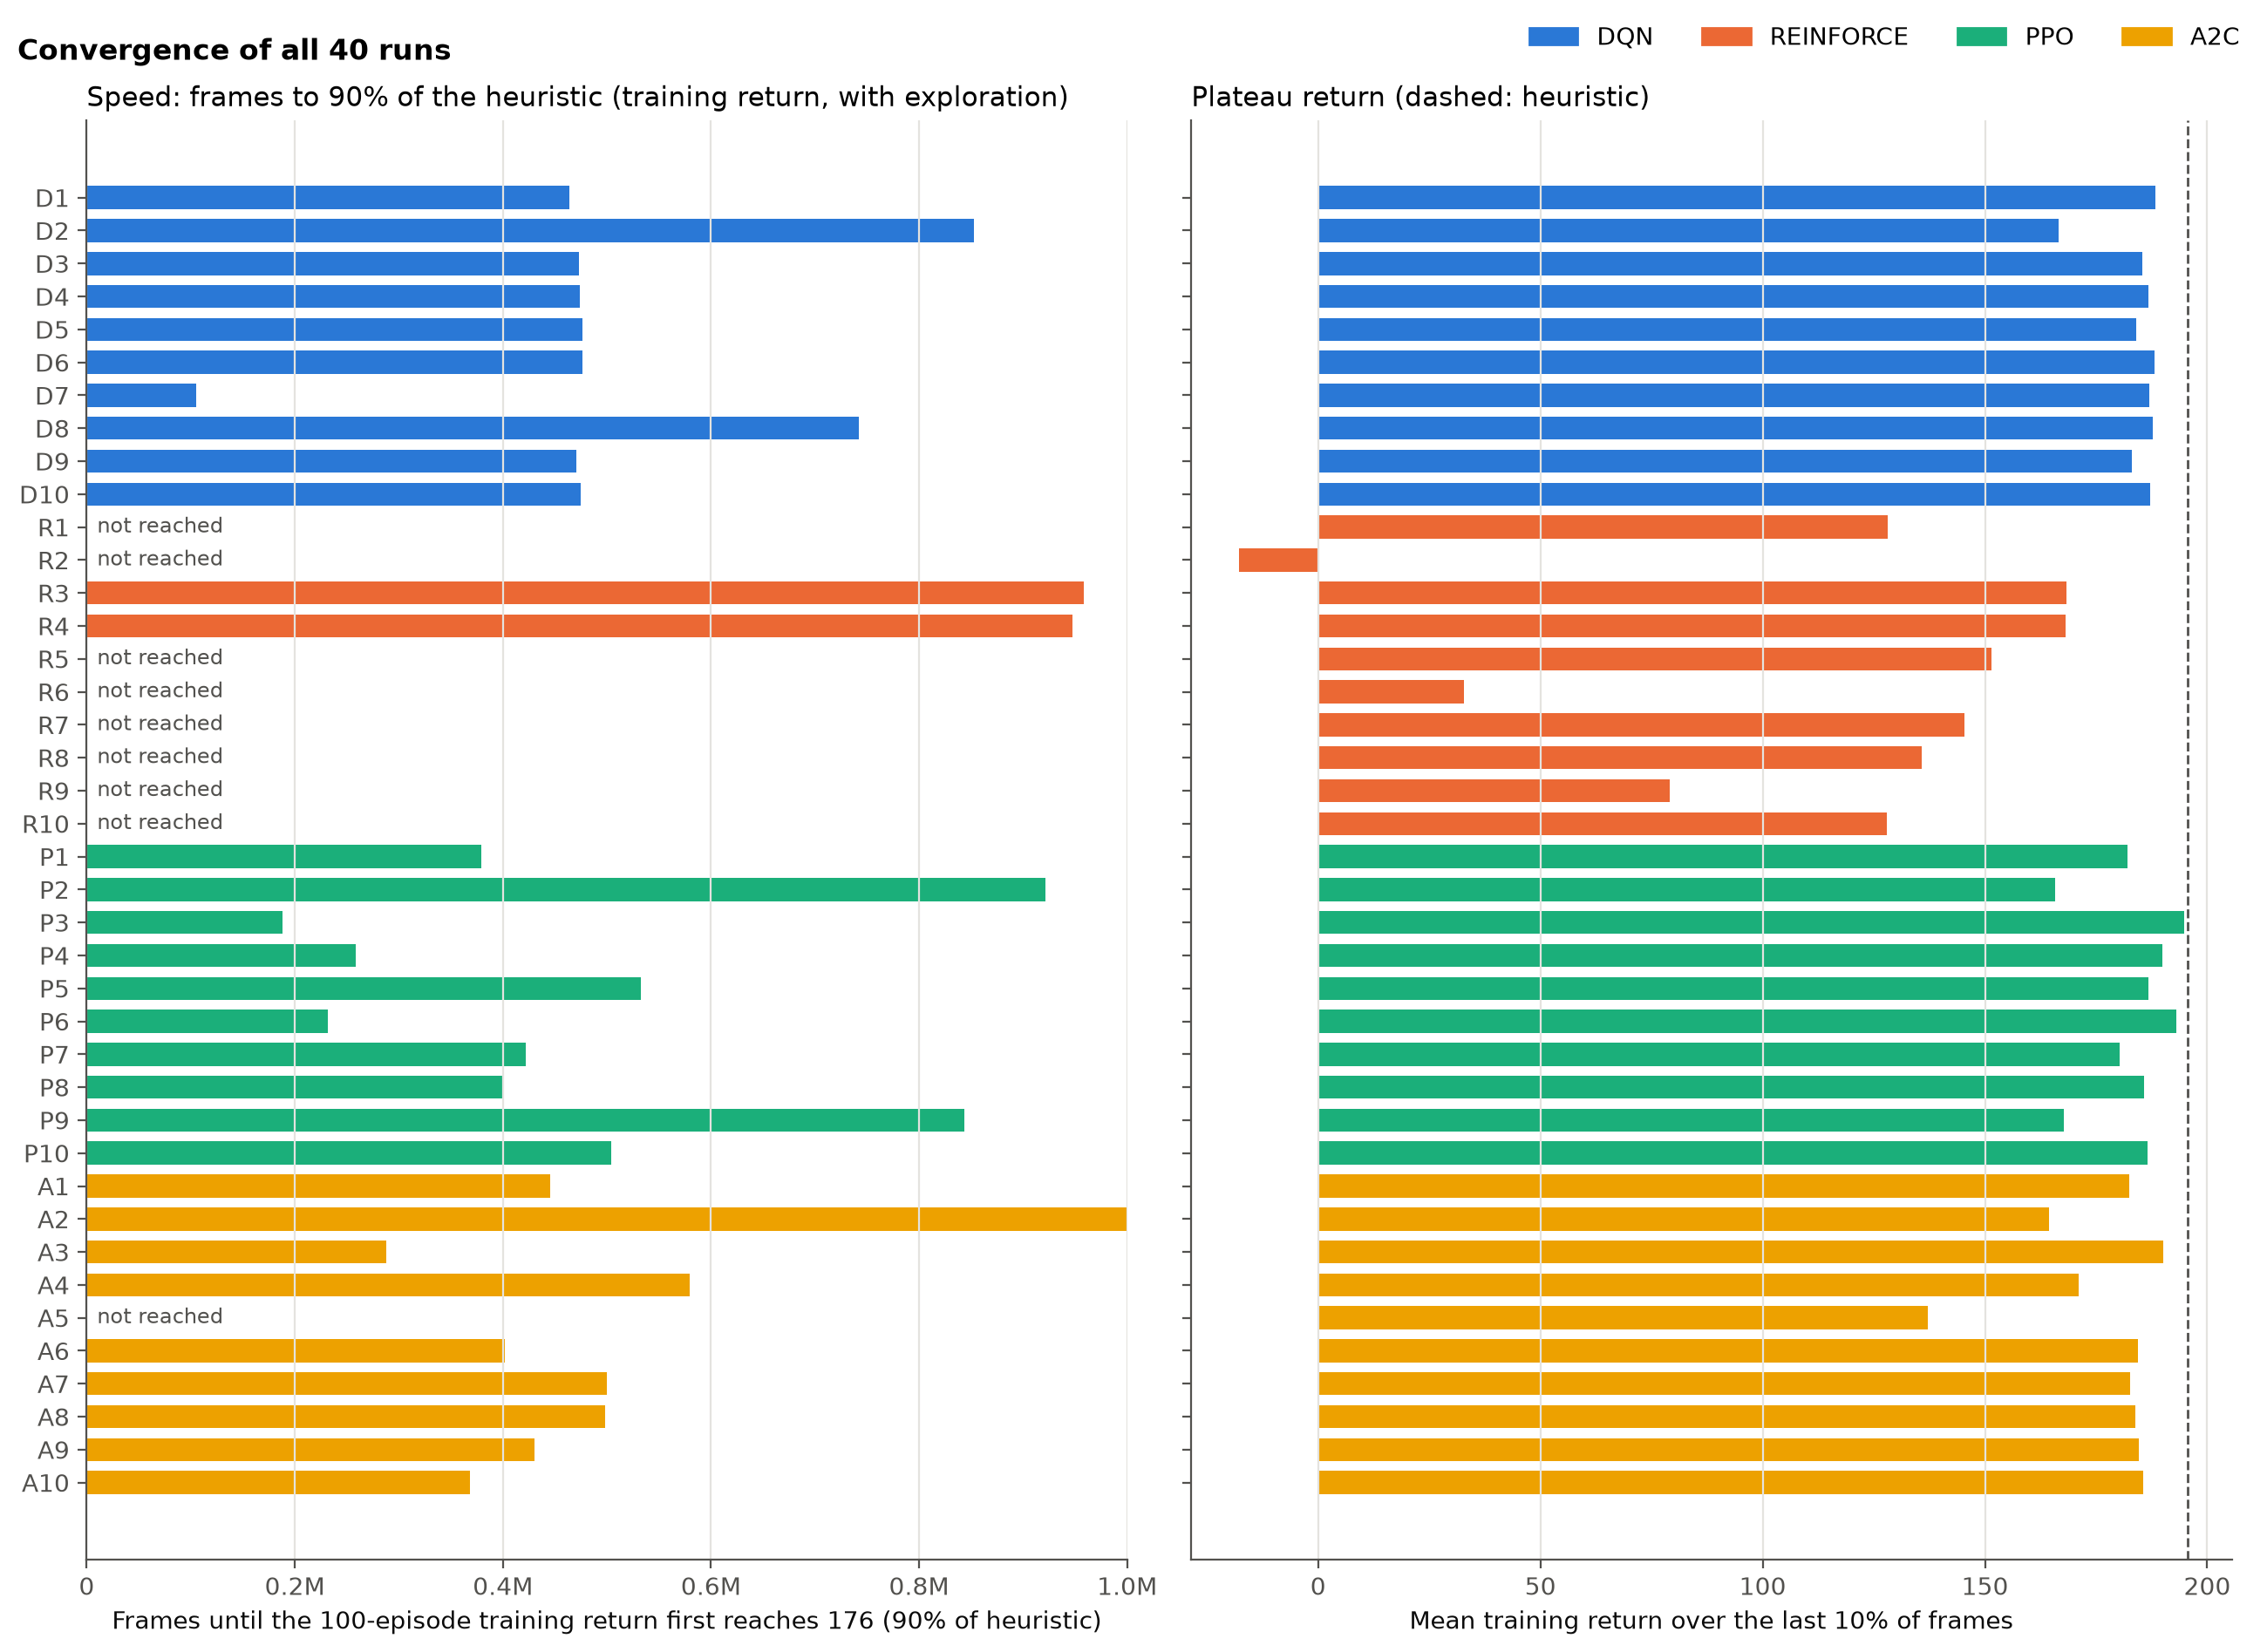 DQN REINFORCE PPO A2C
Convergence of all 40 runs
Speed: frames to 90% of the heuristic (training return, with exploration)
Plateau return (dashed: heuristic)
D1
D2
D3
D4
D5
D6
D7
D8
D9
D10
R1 not reached
R2 not reached
R3
R4
R5 not reached
R6 not reached
R7 not reached
R8 not reached
R9 not reached
R10 not reached
P1
P2
P3
P4
P5
P6
P7
P8
P9
P10
A1
A2
A3
A4
A5 not reached
A6
A7
A8
A9
A10
0 0.2M 0.4M 0.6M 0.8M 1.0M
Frames until the 100-episode training return first reaches 176 (90% of heuristic)
0 50 100 150 200
Mean training return over the last 10% of frames